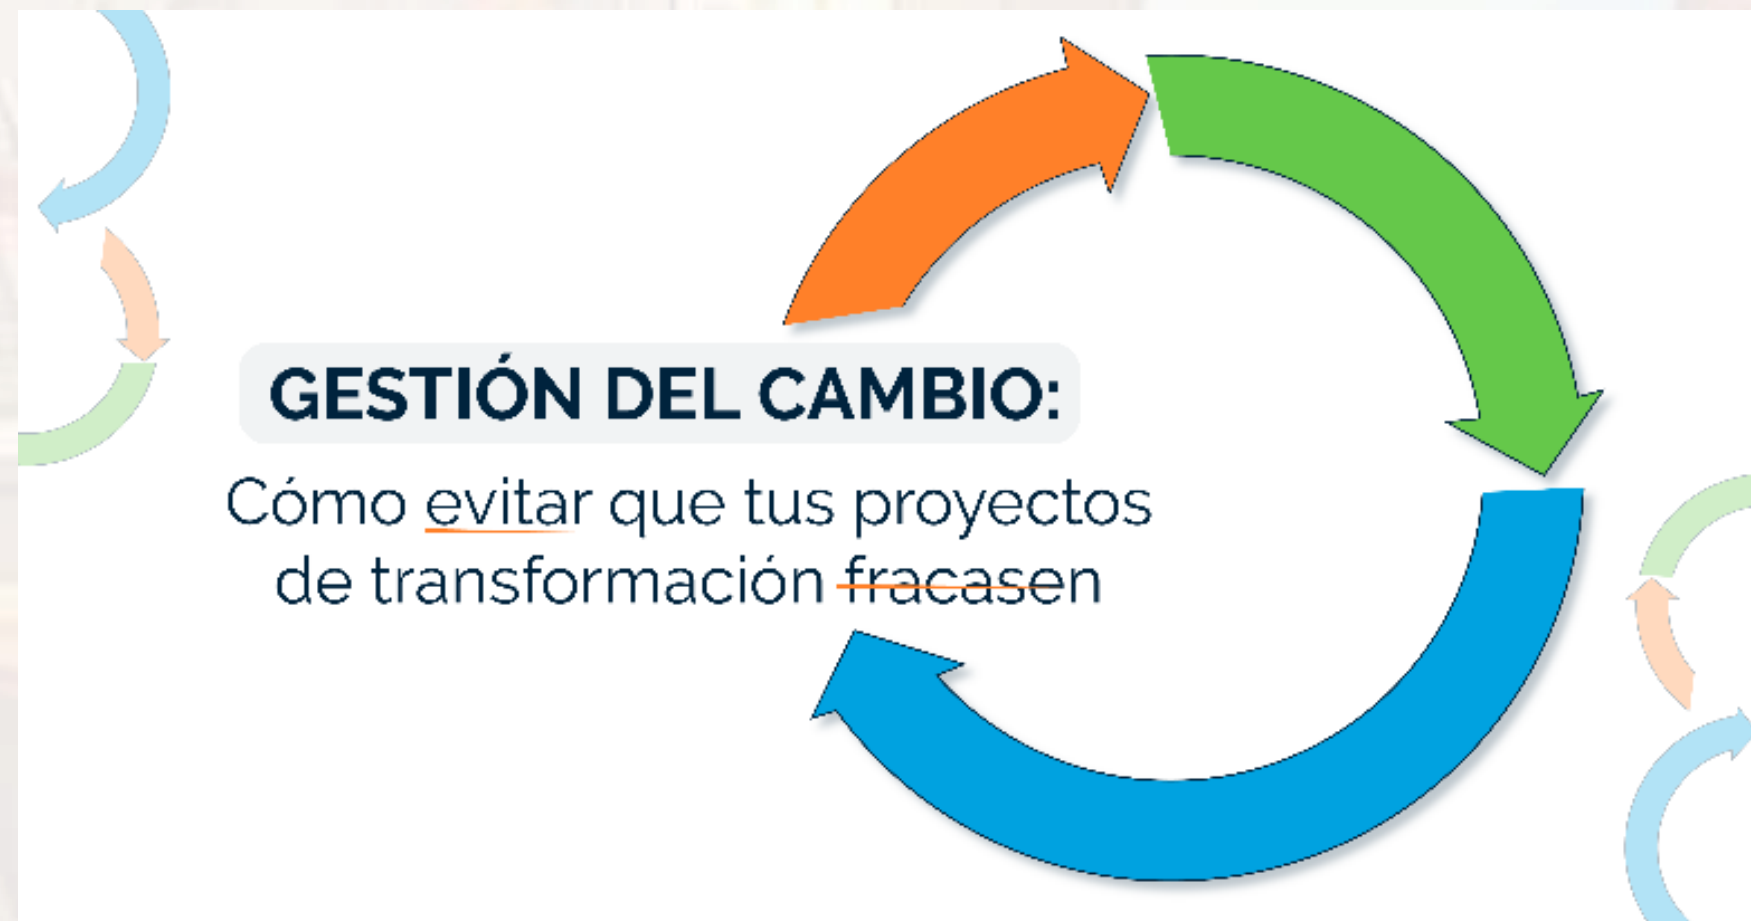 GESTIÓN DEL CAMBIO:
Cómo evitar que tus proyectos
de transformación fracasen